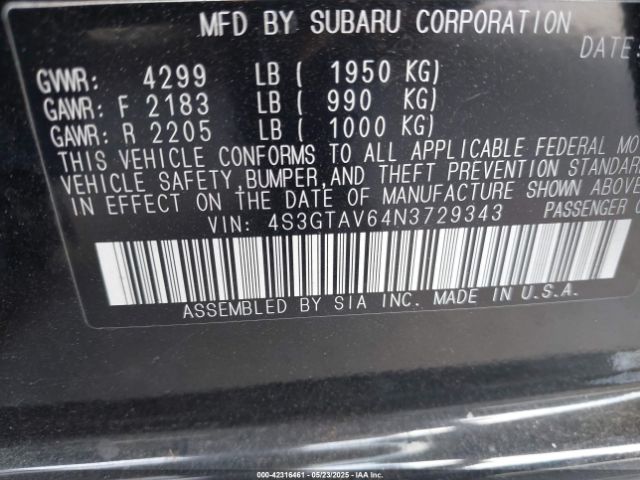 MFD BY SUBARU CORPORATION
DATE:
GVWR: 4299 LB ( 1950 KG)
GAWR: F 2183 LB ( 990 KG)
GAWR: R 2205 LB ( 1000 KG)
THIS VEHICLE CONFORMS TO ALL APPLICABLE FEDERAL MO
VEHICLE SAFETY,BUMPER,AND THEFT PREVENTION STANDAR
IN EFFECT ON THE DATE OF MANUFACTURE SHOWN ABOVE
VIN: 4S3GTAV64N3729343 PASSENGER C
ASSEMBLED BY SIA INC. MADE IN U.S.A.
000-42316461 - 05/23/2025 - IAAI.COM